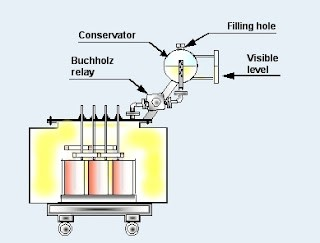 Filling hole
Conservator
Buchholz
relay
Visible
level